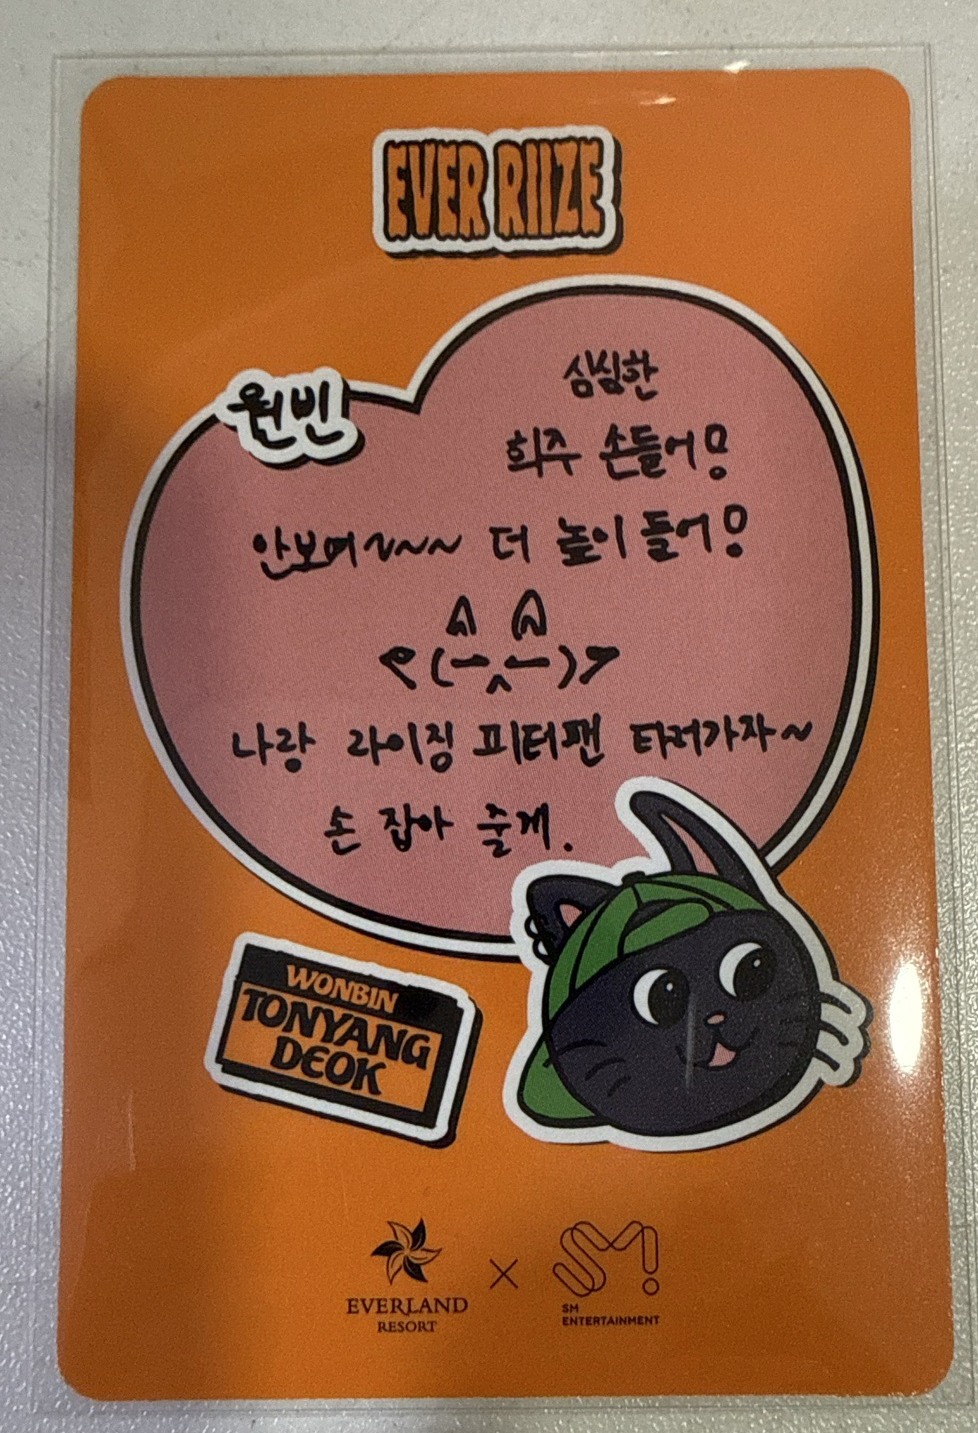 EVER RIIZE
원빈
심심한
희주 손들어!
안보여~~~ 더 높이 들어!
나랑 라이징 피터팬 타러가자~
손 잡아 줄게.
WONBIN
TONYANG
DEOK
EVERLAND
RESORT
×
SM
ENTERTAINMENT